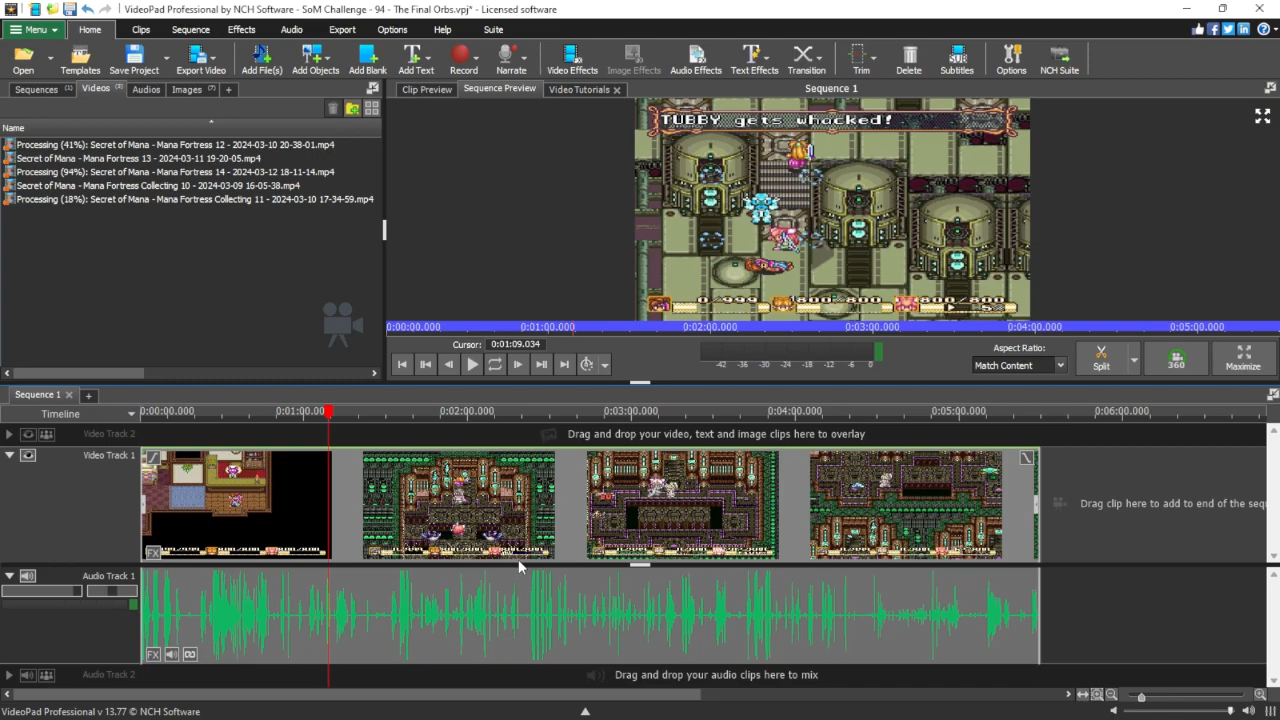 VideoPad Professional by NCH Software - SoM Challenge - 94 - The Final Orbs.vpj* - Licensed software
Menu Home Clips Sequence Effects Audio Export Options Help Suite
Open Templates Save Project Export Video Add File(s) Add Objects Add Blank Add Text Record Narrate Video Effects Image Effects Audio Effects Text Effects Transition Trim Delete Subtitles Options NCH Suite
SUB
Sequences (1) Videos Audios Images (7) +
Clip Preview Sequence Preview Video Tutorials
Sequence 1
Name
Processing (41%): Secret of Mana - Mana Fortress 12 - 2024-03-10 20-38-01.mp4
Secret of Mana - Mana Fortress 13 - 2024-03-11 19-20-05.mp4
Processing (94%): Secret of Mana - Mana Fortress 14 - 2024-03-12 18-11-14.mp4
Secret of Mana - Mana Fortress Collecting 10 - 2024-03-09 16-05-38.mp4
Processing (18%): Secret of Mana - Mana Fortress Collecting 11 - 2024-03-10 17-34-59.mp4
TUBBY gets whacked!
0/999 800/800 800/800
0:00:00.000 0:01:00.000 0:02:00.000 0:03:00.000 0:04:00.000 0:05:00.000
Cursor: 0:01:09.034
-42 -36 -30 -24 -18 -12 -6 0
Aspect Ratio:
Match Content
Split 360 Maximize
Sequence 1 +
Timeline
0:00:00.000 0:01:00.000 0:02:00.000 0:03:00.000 0:04:00.000 0:05:00.000 0:06:00.000
Video Track 2
Drag and drop your video, text and image clips here to overlay
Video Track 1
Drag clip here to add to end of the seq
FX
Audio Track 1
FX
Audio Track 2
Drag and drop your audio clips here to mix
VideoPad Professional v 13.77 © NCH Software